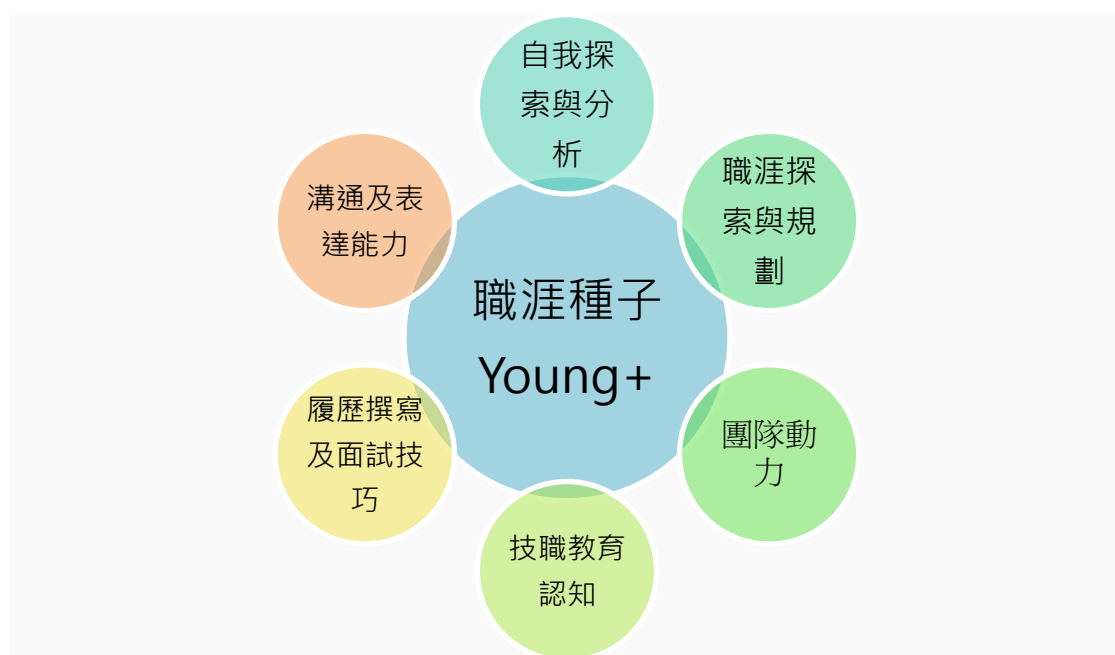 自我探
索與分
析
職涯探
索與規
劃
團隊動
力
技職教育
認知
履歷撰寫
及面試技
巧
溝通及表
達能力
職涯種子
Young+